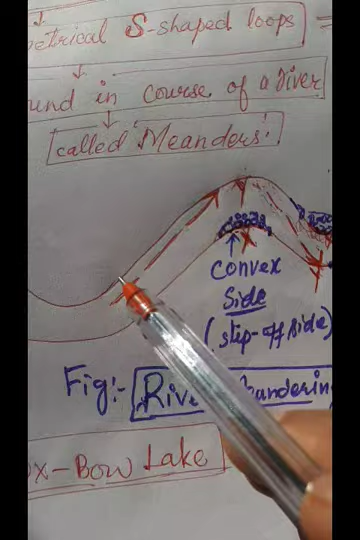 etrical S-shaped loops
und in course of a river
called Meanders.
Convex
Side
(slip-off side)
Fig:- River Meandering
x-Bow Lake